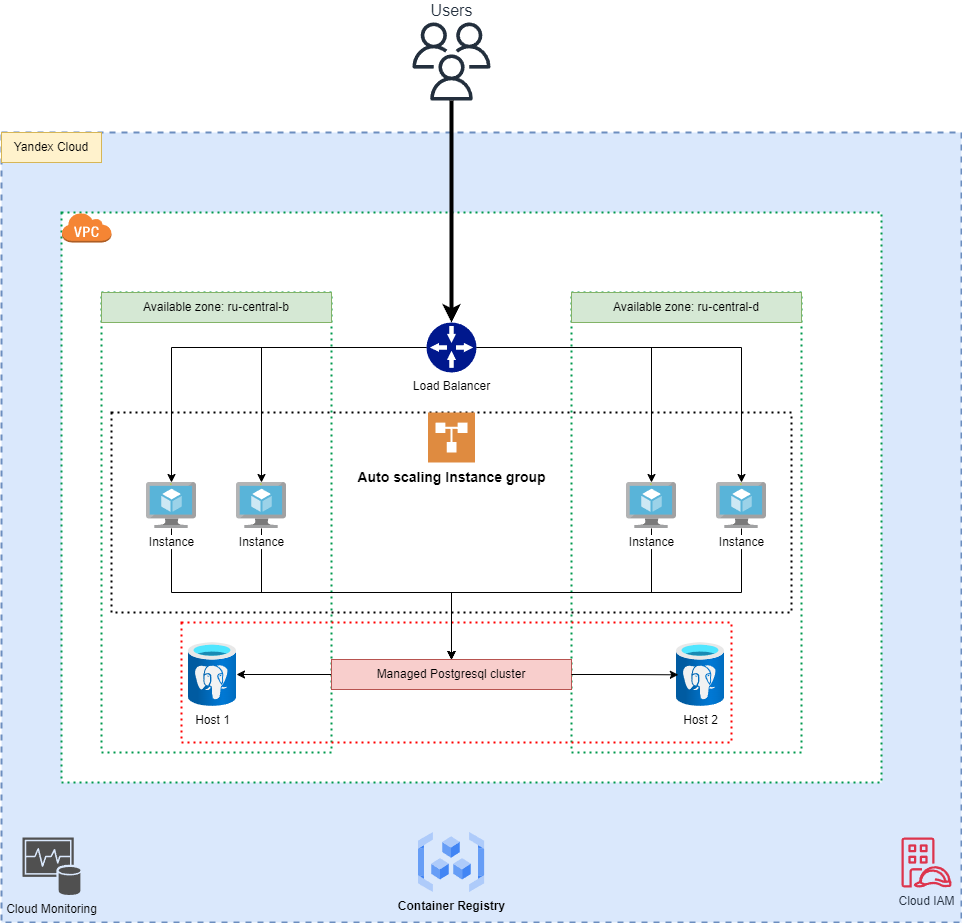 Users
Yandex Cloud
VPC
Available zone: ru-central-b
Available zone: ru-central-d
Load Balancer
Auto scaling Instance group
Instance
Instance
Instance
Instance
Managed Postgresql cluster
Host 1
Host 2
Cloud Monitoring
Container Registry
Cloud IAM